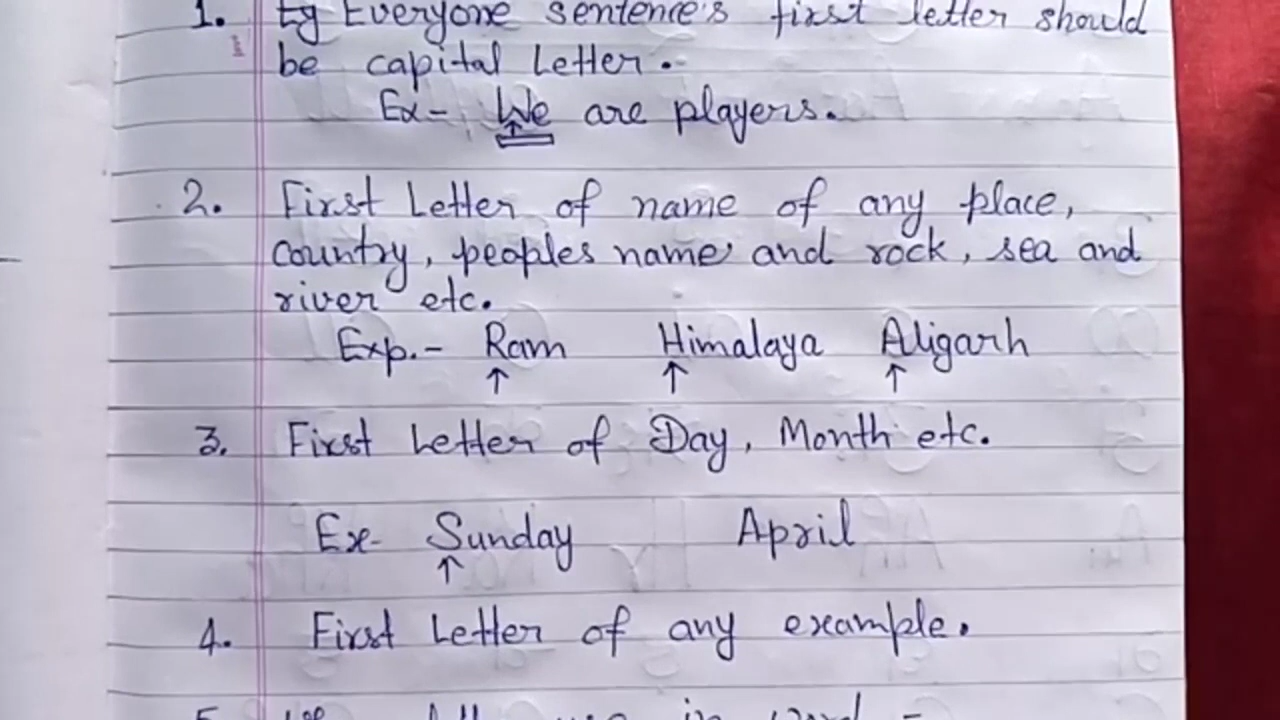 1. Eg Everyone sentence's first letter should
be capital Letter.
Ex- We are players.
2. First Letter of name of any place,
country, peoples name and rock, sea and
river etc.
Exp.- Ram Himalaya Aligarh
3. First Letter of Day, Month etc.
Ex- Sunday April
4. First Letter of any example.
5.